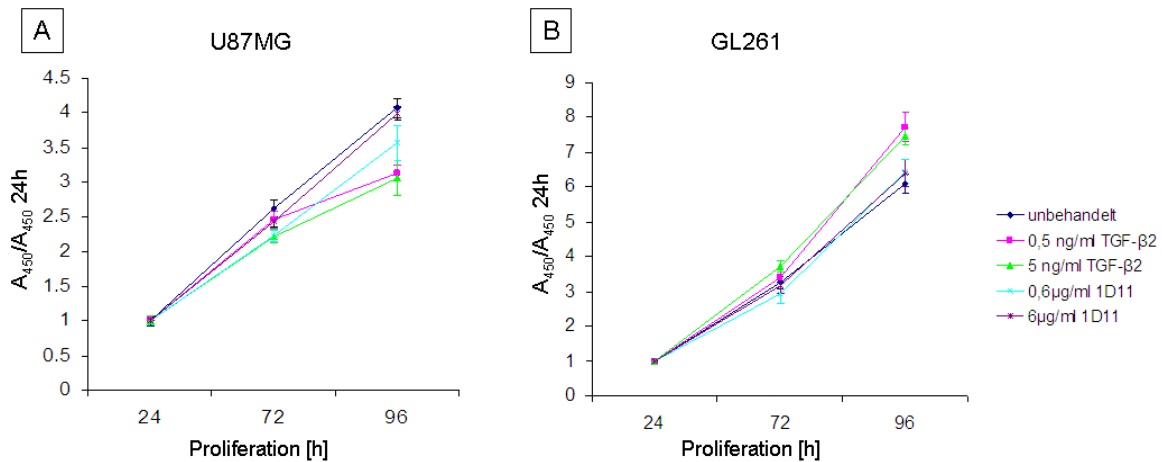 A
U87MG
A450/A450 24h
4.5
4
3.5
3
2.5
2
1.5
1
0.5
0
24 72 96
Proliferation [h]
B
GL261
A450/A450 24h
9
8
7
6
5
4
3
2
1
0
24 72 96
Proliferation [h]
unbehandelt
0,5 ng/ml TGF-β2
5 ng/ml TGF-β2
0,6µg/ml 1D11
6µg/ml 1D11